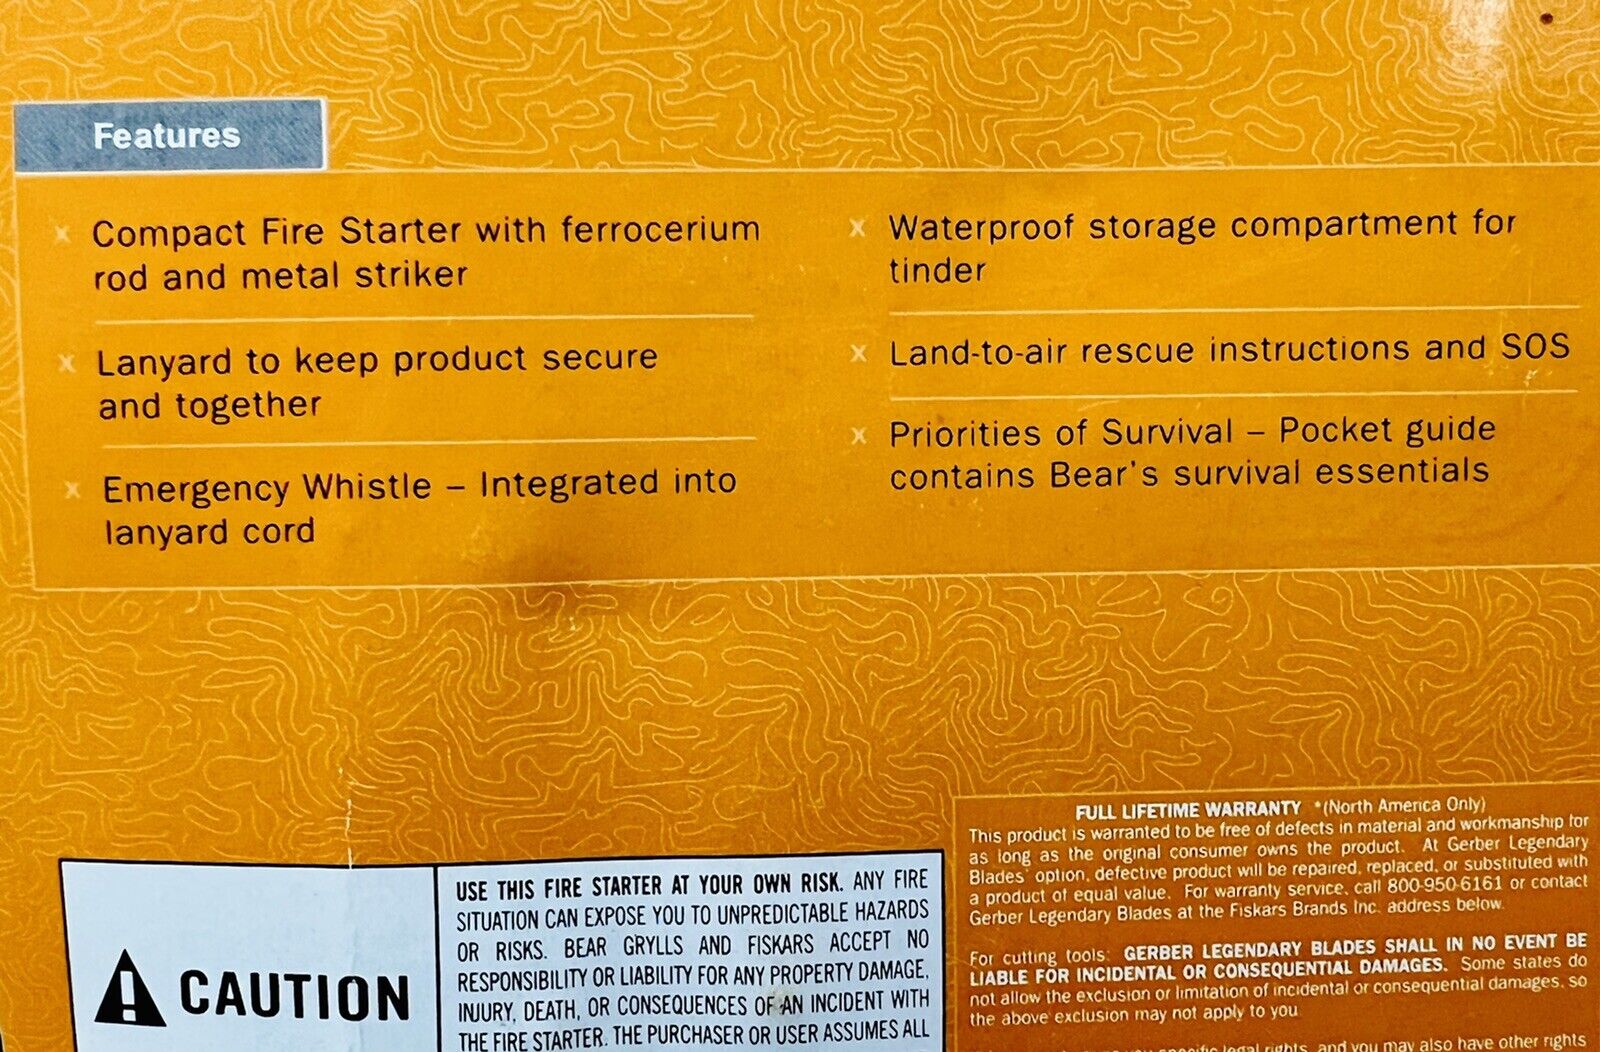 Features
Compact Fire Starter with ferrocerium
rod and metal striker
Lanyard to keep product secure
and together
Emergency Whistle – Integrated into
lanyard cord
Waterproof storage compartment for
tinder
Land-to-air rescue instructions and SOS
Priorities of Survival – Pocket guide
contains Bear's survival essentials
CAUTION
USE THIS FIRE STARTER AT YOUR OWN RISK. ANY FIRE
SITUATION CAN EXPOSE YOU TO UNPREDICTABLE HAZARDS
OR RISKS. BEAR GRYLLS AND FISKARS ACCEPT NO
RESPONSIBILITY OR LIABILITY FOR ANY PROPERTY DAMAGE,
INJURY, DEATH, OR CONSEQUENCES OF AN INCIDENT WITH
THE FIRE STARTER. THE PURCHASER OR USER ASSUMES ALL
FULL LIFETIME WARRANTY *(North America Only)
This product is warranted to be free of defects in material and workmanship for
as long as the original consumer owns the product. At Gerber Legendary
Blades' option, defective product will be repaired, replaced, or substituted with
a product of equal value. For warranty service, call 800-950-6161 or contact
Gerber Legendary Blades at the Fiskars Brands Inc. address below.
For cutting tools: GERBER LEGENDARY BLADES SHALL IN NO EVENT BE
LIABLE FOR INCIDENTAL OR CONSEQUENTIAL DAMAGES. Some states do
not allow the exclusion or limitation of incidental or consequential damages, so
the above exclusion may not apply to you
specific legal rights, and you may also have other rights